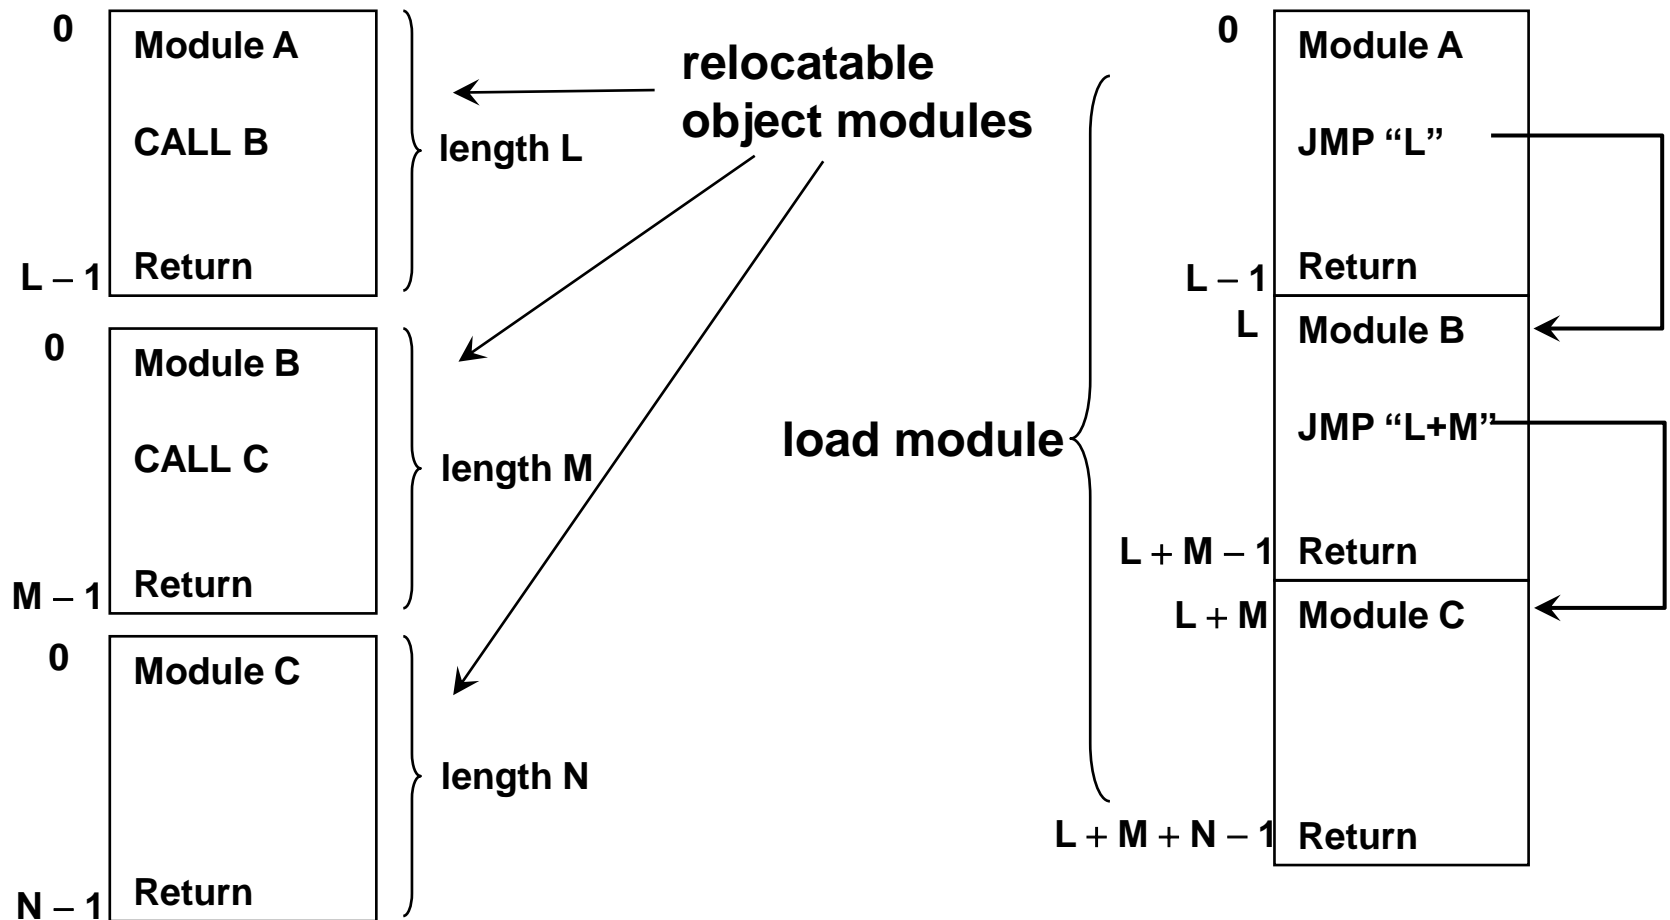 0
Module A
CALL B
length L
L – 1
Return
0
Module B
CALL C
length M
M – 1
Return
0
Module C
length N
N – 1
Return
relocatable
object modules
load module
0
Module A
JMP “L”
L – 1
Return
L
Module B
JMP “L+M”
L + M – 1
Return
L + M
Module C
L + M + N – 1
Return